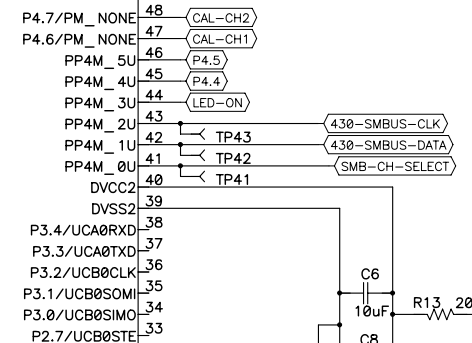 P4.7/PM_NONE 48 CAL-CH2
P4.6/PM_NONE 47 CAL-CH1
PP4M_5U 46 P4.5
PP4M_4U 45 P4.4
PP4M_3U 44 LED-ON
PP4M_2U 43 430-SMBUS-CLK
TP43
PP4M_1U 42 430-SMBUS-DATA
TP42
PP4M_0U 41 SMB-CH-SELECT
TP41
DVCC2 40
DVSS2 39
P3.4/UCA0RXD 38
P3.3/UCA0TXD 37
P3.2/UCB0CLK 36
P3.1/UCB0SOMI 35
C6
P3.0/UCB0SIMO 34
10uF R13 20
P2.7/UCB0STE 33
C8